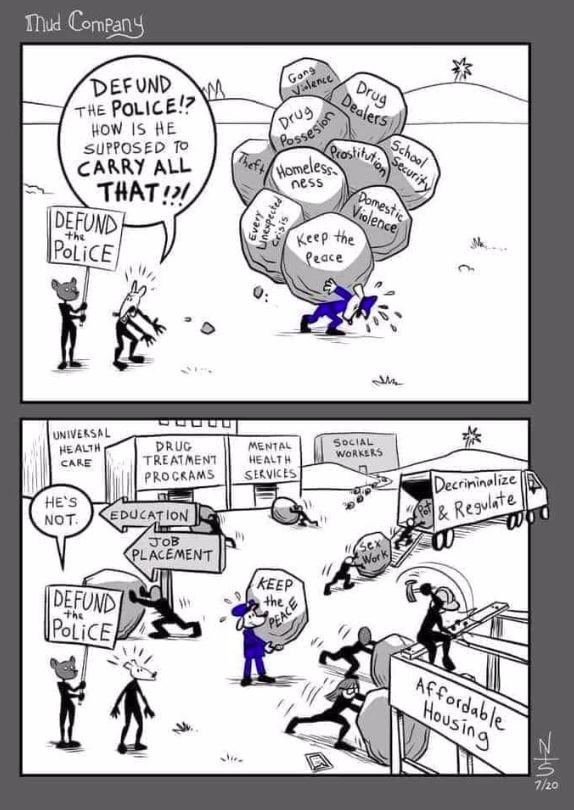 Mud Company
DEFUND
THE POLICE!?
HOW IS HE
SUPPOSED TO
CARRY ALL
THAT!?!
DEFUND
the
POLICE
Gang
Violence
Drug
Dealers
Drug
Possesion
Theft
Homeless-
ness
Prostitution
School
Security
Every
Unexpected
Crisis
Domestic
Violence
Keep the
Peace
UNIVERSAL
HEALTH
CARE
DRUG
TREATMENT
PROGRAMS
MENTAL
HEALTH
SERVICES
SOCIAL
WORKERS
Decriminalize
& Regulate
Pot
HE'S
NOT.
EDUCATION
JOB
PLACEMENT
Sex
Work
DEFUND
the
POLICE
KEEP
the
PEACE
Affordable
Housing
NTS
7/20